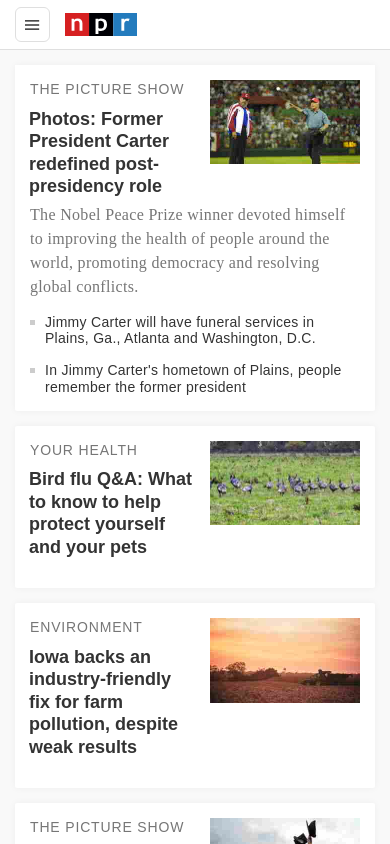 npr
THE PICTURE SHOW
Photos: Former
President Carter
redefined post-
presidency role
The Nobel Peace Prize winner devoted himself
to improving the health of people around the
world, promoting democracy and resolving
global conflicts.
Jimmy Carter will have funeral services in
Plains, Ga., Atlanta and Washington, D.C.
In Jimmy Carter's hometown of Plains, people
remember the former president
YOUR HEALTH
Bird flu Q&A: What
to know to help
protect yourself
and your pets
ENVIRONMENT
Iowa backs an
industry-friendly
fix for farm
pollution, despite
weak results
THE PICTURE SHOW